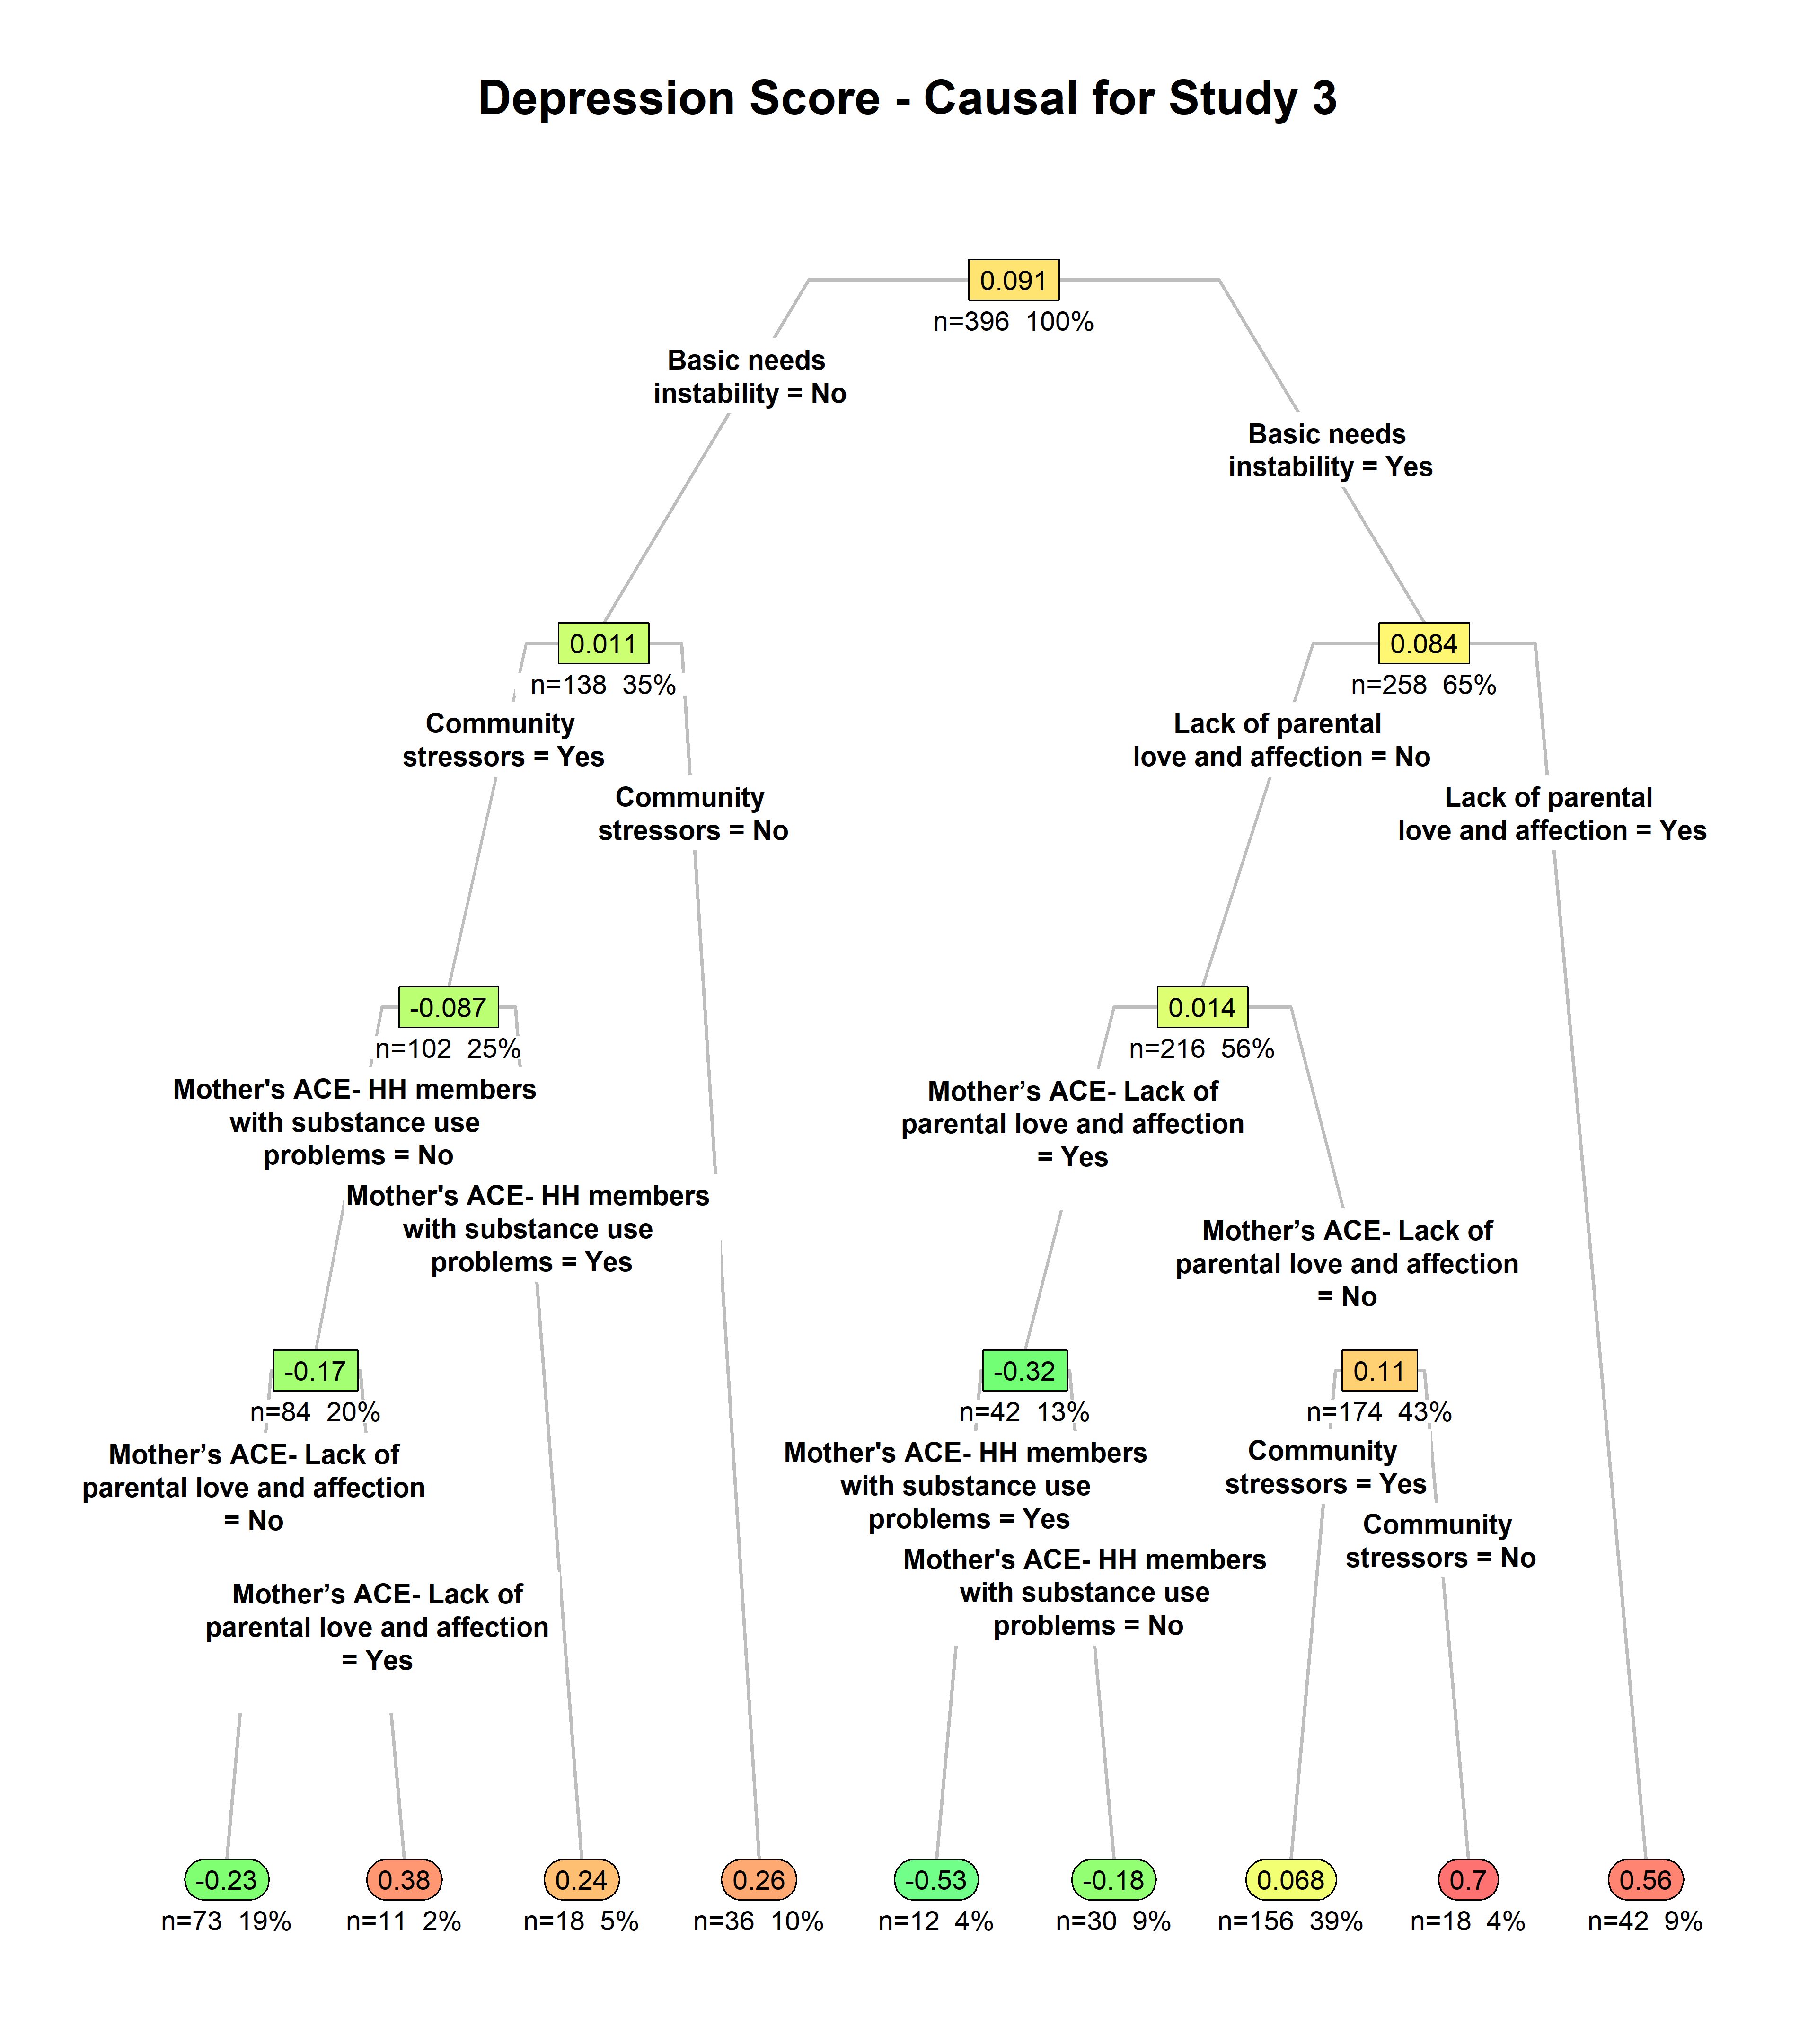 Depression Score - Causal for Study 3
0.091
n=396 100%
Basic needs
instability = No
Basic needs
instability = Yes
0.011
n=138 35%
0.084
n=258 65%
Community
stressors = Yes
Community
stressors = No
Lack of parental
love and affection = No
Lack of parental
love and affection = Yes
-0.087
n=102 25%
0.014
n=216 56%
Mother's ACE- HH members
with substance use
problems = No
Mother's ACE- HH members
with substance use
problems = Yes
Mother’s ACE- Lack of
parental love and affection
= Yes
Mother’s ACE- Lack of
parental love and affection
= No
-0.17
n=84 20%
-0.32
n=42 13%
0.11
n=174 43%
Mother’s ACE- Lack of
parental love and affection
= No
Mother’s ACE- Lack of
parental love and affection
= Yes
Mother's ACE- HH members
with substance use
problems = Yes
Mother's ACE- HH members
with substance use
problems = No
Community
stressors = Yes
Community
stressors = No
-0.23
n=73 19%
0.38
n=11 2%
0.24
n=18 5%
0.26
n=36 10%
-0.53
n=12 4%
-0.18
n=30 9%
0.068
n=156 39%
0.7
n=18 4%
0.56
n=42 9%